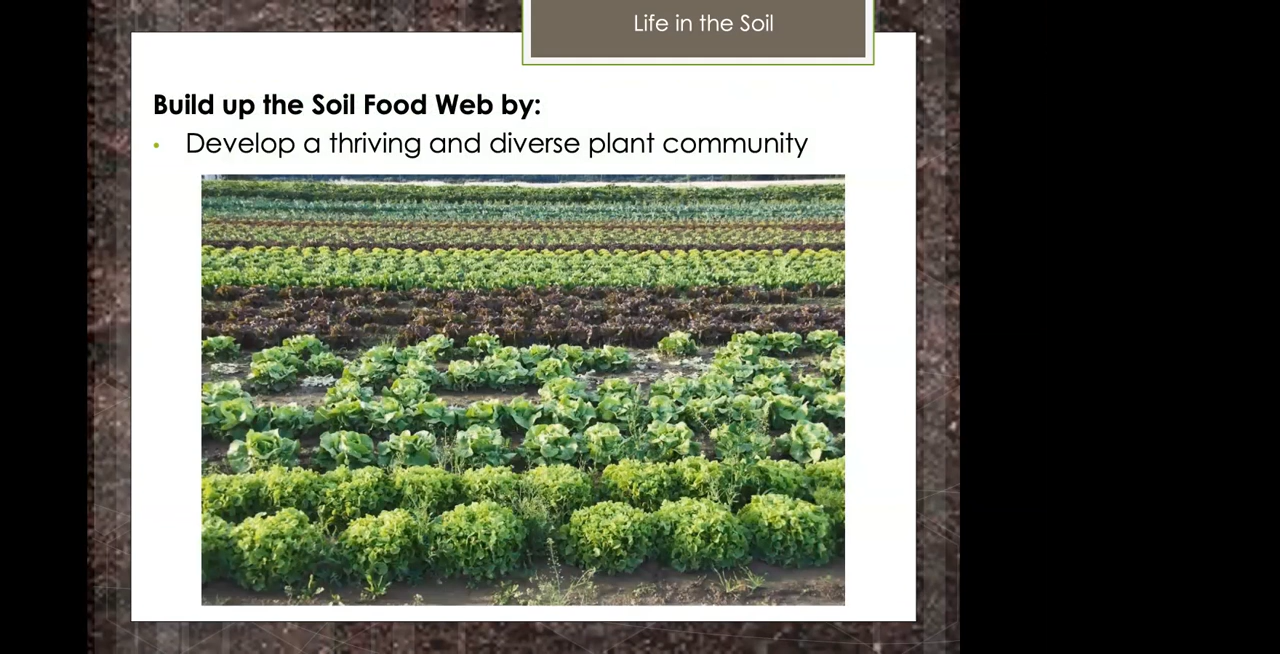 Life in the Soil
Build up the Soil Food Web by:
• Develop a thriving and diverse plant community